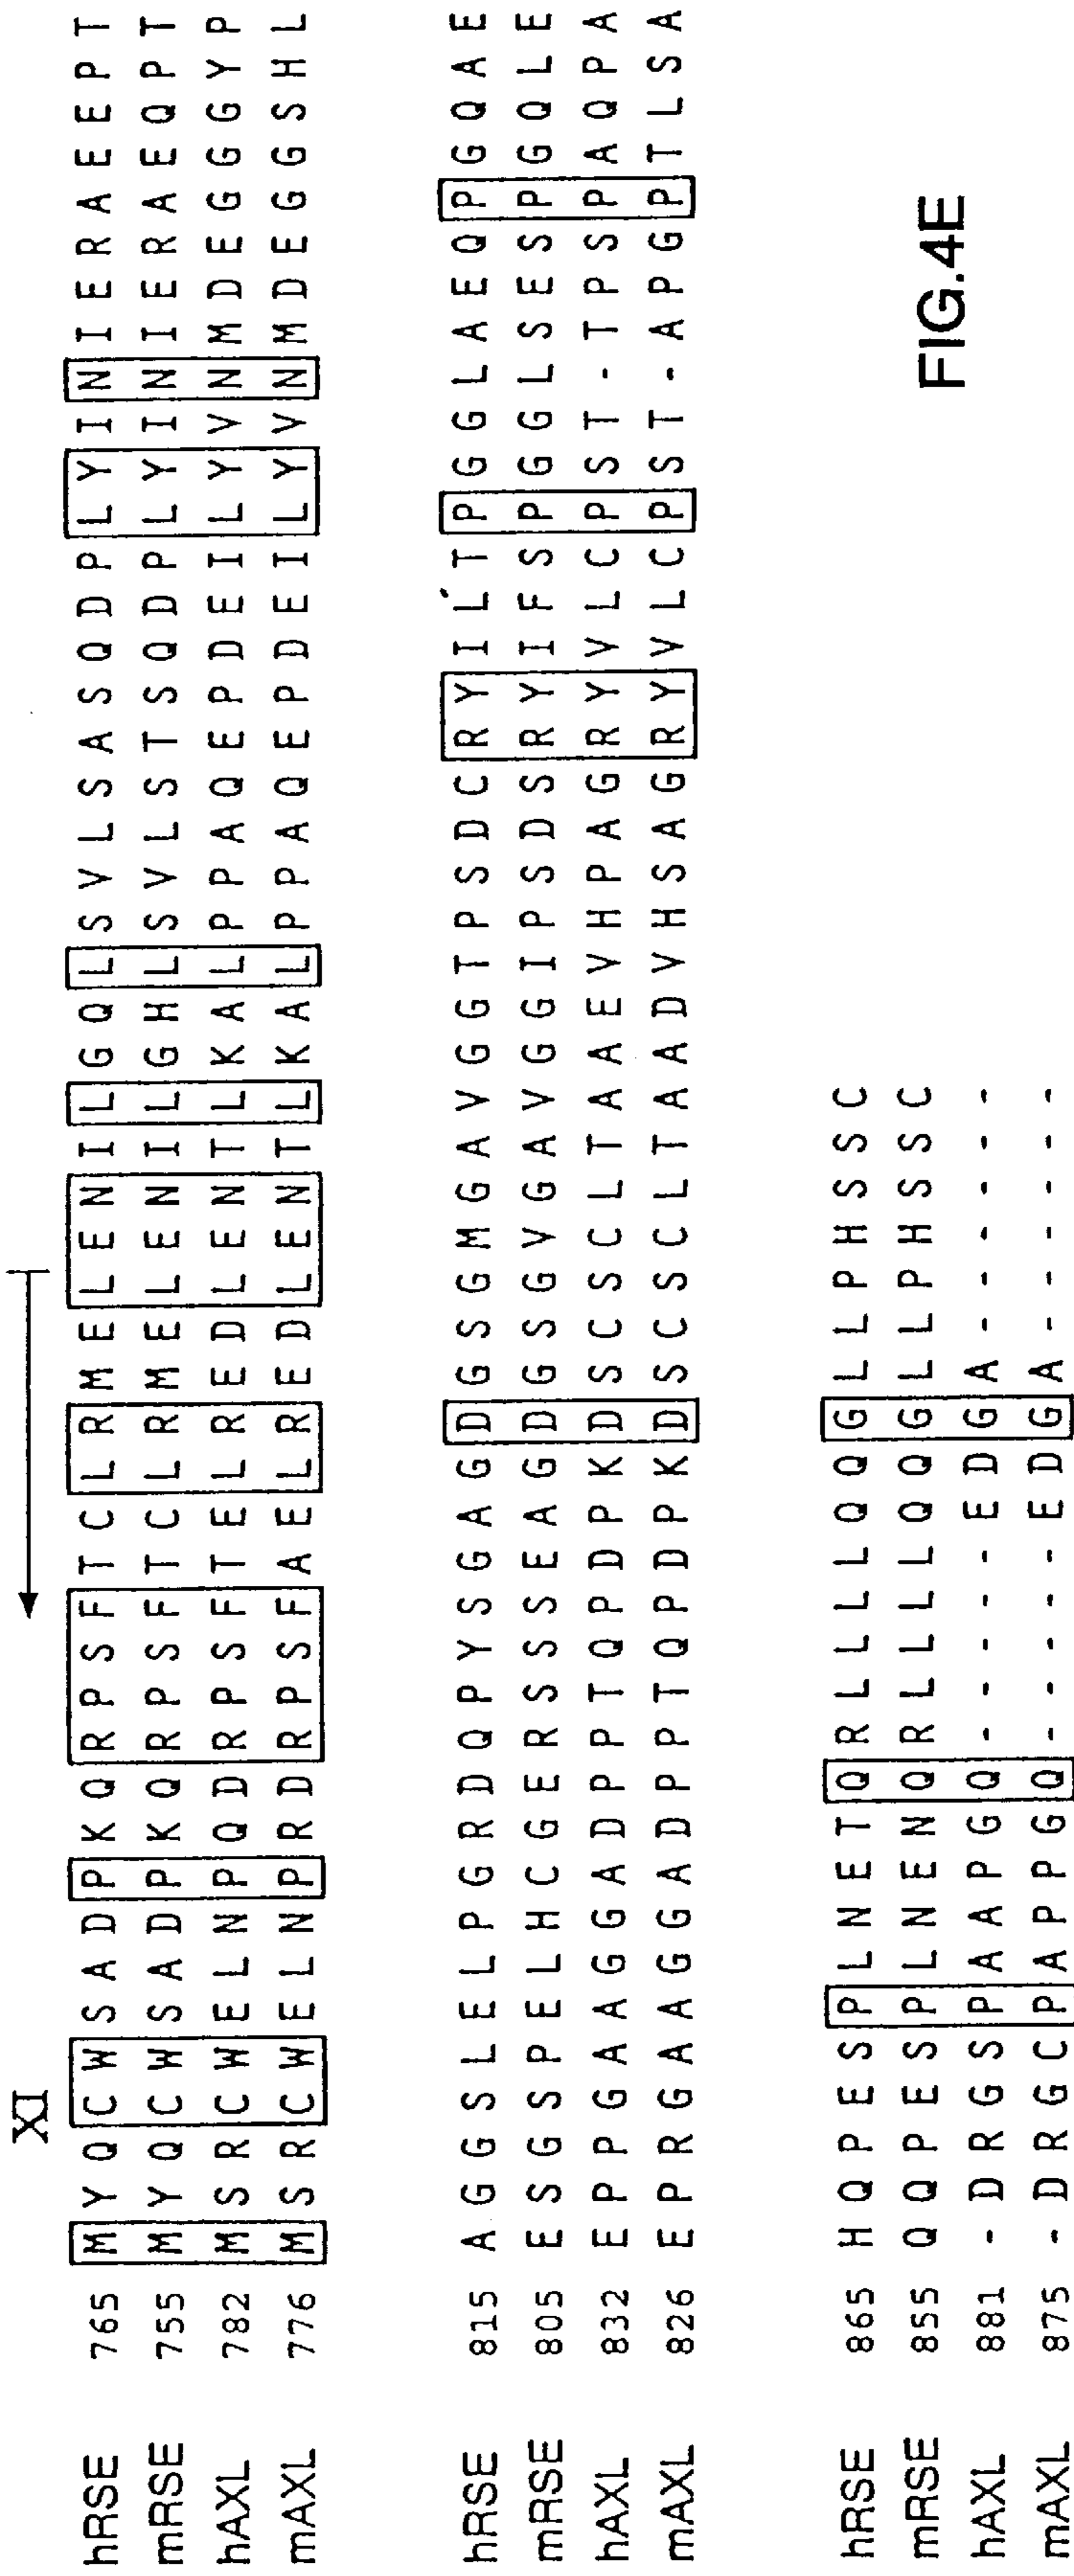 XI
hRSE 765 M Y Q C W S A D P K Q R P S F T C L R M E L E N I L G Q L S V L S A S Q D P L Y I N I E R A E E P T
mRSE 755 M Y Q C W S A D P K Q R P S F T C L R M E L E N I L G H L S V L S T S Q D P L Y I N I E R A E Q P T
hAXL 782 M S R C W E L N P Q D R P S F T E L R E D L E N T L K A L P P A Q E P D E I L Y V N M D E G G G Y P
mAXL 776 M S R C W E L N P R D R P S F A E L R E D L E N T L K A L P P A Q E P D E I L Y V N M D E G G S H L
hRSE 815 A G G S L E L P G R D Q P Y S G A G D G S G M G A V G G T P S D C R Y I L T P G G L A E Q P G Q A E
mRSE 805 E S G S P E L H C G E R S S S E A G D G S G V G A V G G I P S D S R Y I F S P G G L S E S P G Q L E
hAXL 832 E P P G A A G G A D P P T Q P D P K D S C S C L T A A E V H P A G R Y V L C P S T - T P S P A Q P A
mAXL 826 E P R G A A G G A D P P T Q P D P K D S C S C L T A A D V H S A G R Y V L C P S T - A P G P T L S A
hRSE 865 H Q P E S P L N E T Q R L L L L Q Q G L L P H S S C
mRSE 855 Q Q P E S P L N E N Q R L L L L Q Q G L L P H S S C
hAXL 881 - D R G S P A A P G Q - - - - - E D G A - - - - - -
mAXL 875 - D R G C P A P P G Q - - - - - E D G A - - - - - -
FIG.4E